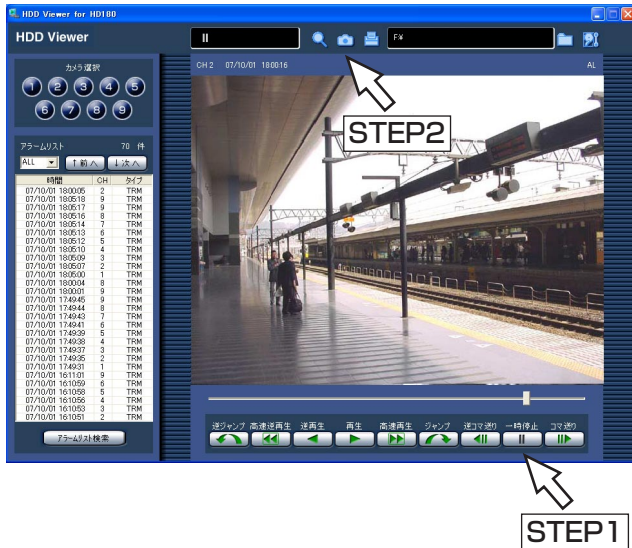 HDD Viewer for HD180
HDD Viewer
II
F:¥
カメラ選択
1 2 3 4 5
6 7 8 9
CH 2 07/10/01 18:00:16 AL
STEP2
アラームリスト 70 件
ALL ↑前へ ↓次へ
時間 CH タイプ
07/10/01 18:00:05 2 TRM
07/10/01 18:05:18 9 TRM
07/10/01 18:05:17 9 TRM
07/10/01 18:05:16 8 TRM
07/10/01 18:05:14 7 TRM
07/10/01 18:05:13 6 TRM
07/10/01 18:05:12 5 TRM
07/10/01 18:05:10 4 TRM
07/10/01 18:05:09 3 TRM
07/10/01 18:05:07 2 TRM
07/10/01 18:05:00 1 TRM
07/10/01 18:00:04 8 TRM
07/10/01 18:00:01 9 TRM
07/10/01 17:49:45 9 TRM
07/10/01 17:49:44 8 TRM
07/10/01 17:49:43 7 TRM
07/10/01 17:49:41 6 TRM
07/10/01 17:49:39 5 TRM
07/10/01 17:49:38 4 TRM
07/10/01 17:49:37 3 TRM
07/10/01 17:49:35 2 TRM
07/10/01 17:49:31 1 TRM
07/10/01 16:11:01 9 TRM
07/10/01 16:10:59 6 TRM
07/10/01 16:10:58 5 TRM
07/10/01 16:10:56 4 TRM
07/10/01 16:10:53 3 TRM
07/10/01 16:10:51 2 TRM
アラームリスト検索
逆ジャンプ 高速逆再生 逆再生 再生 高速再生 ジャンプ 逆コマ送り 一時停止 コマ送り
STEP1